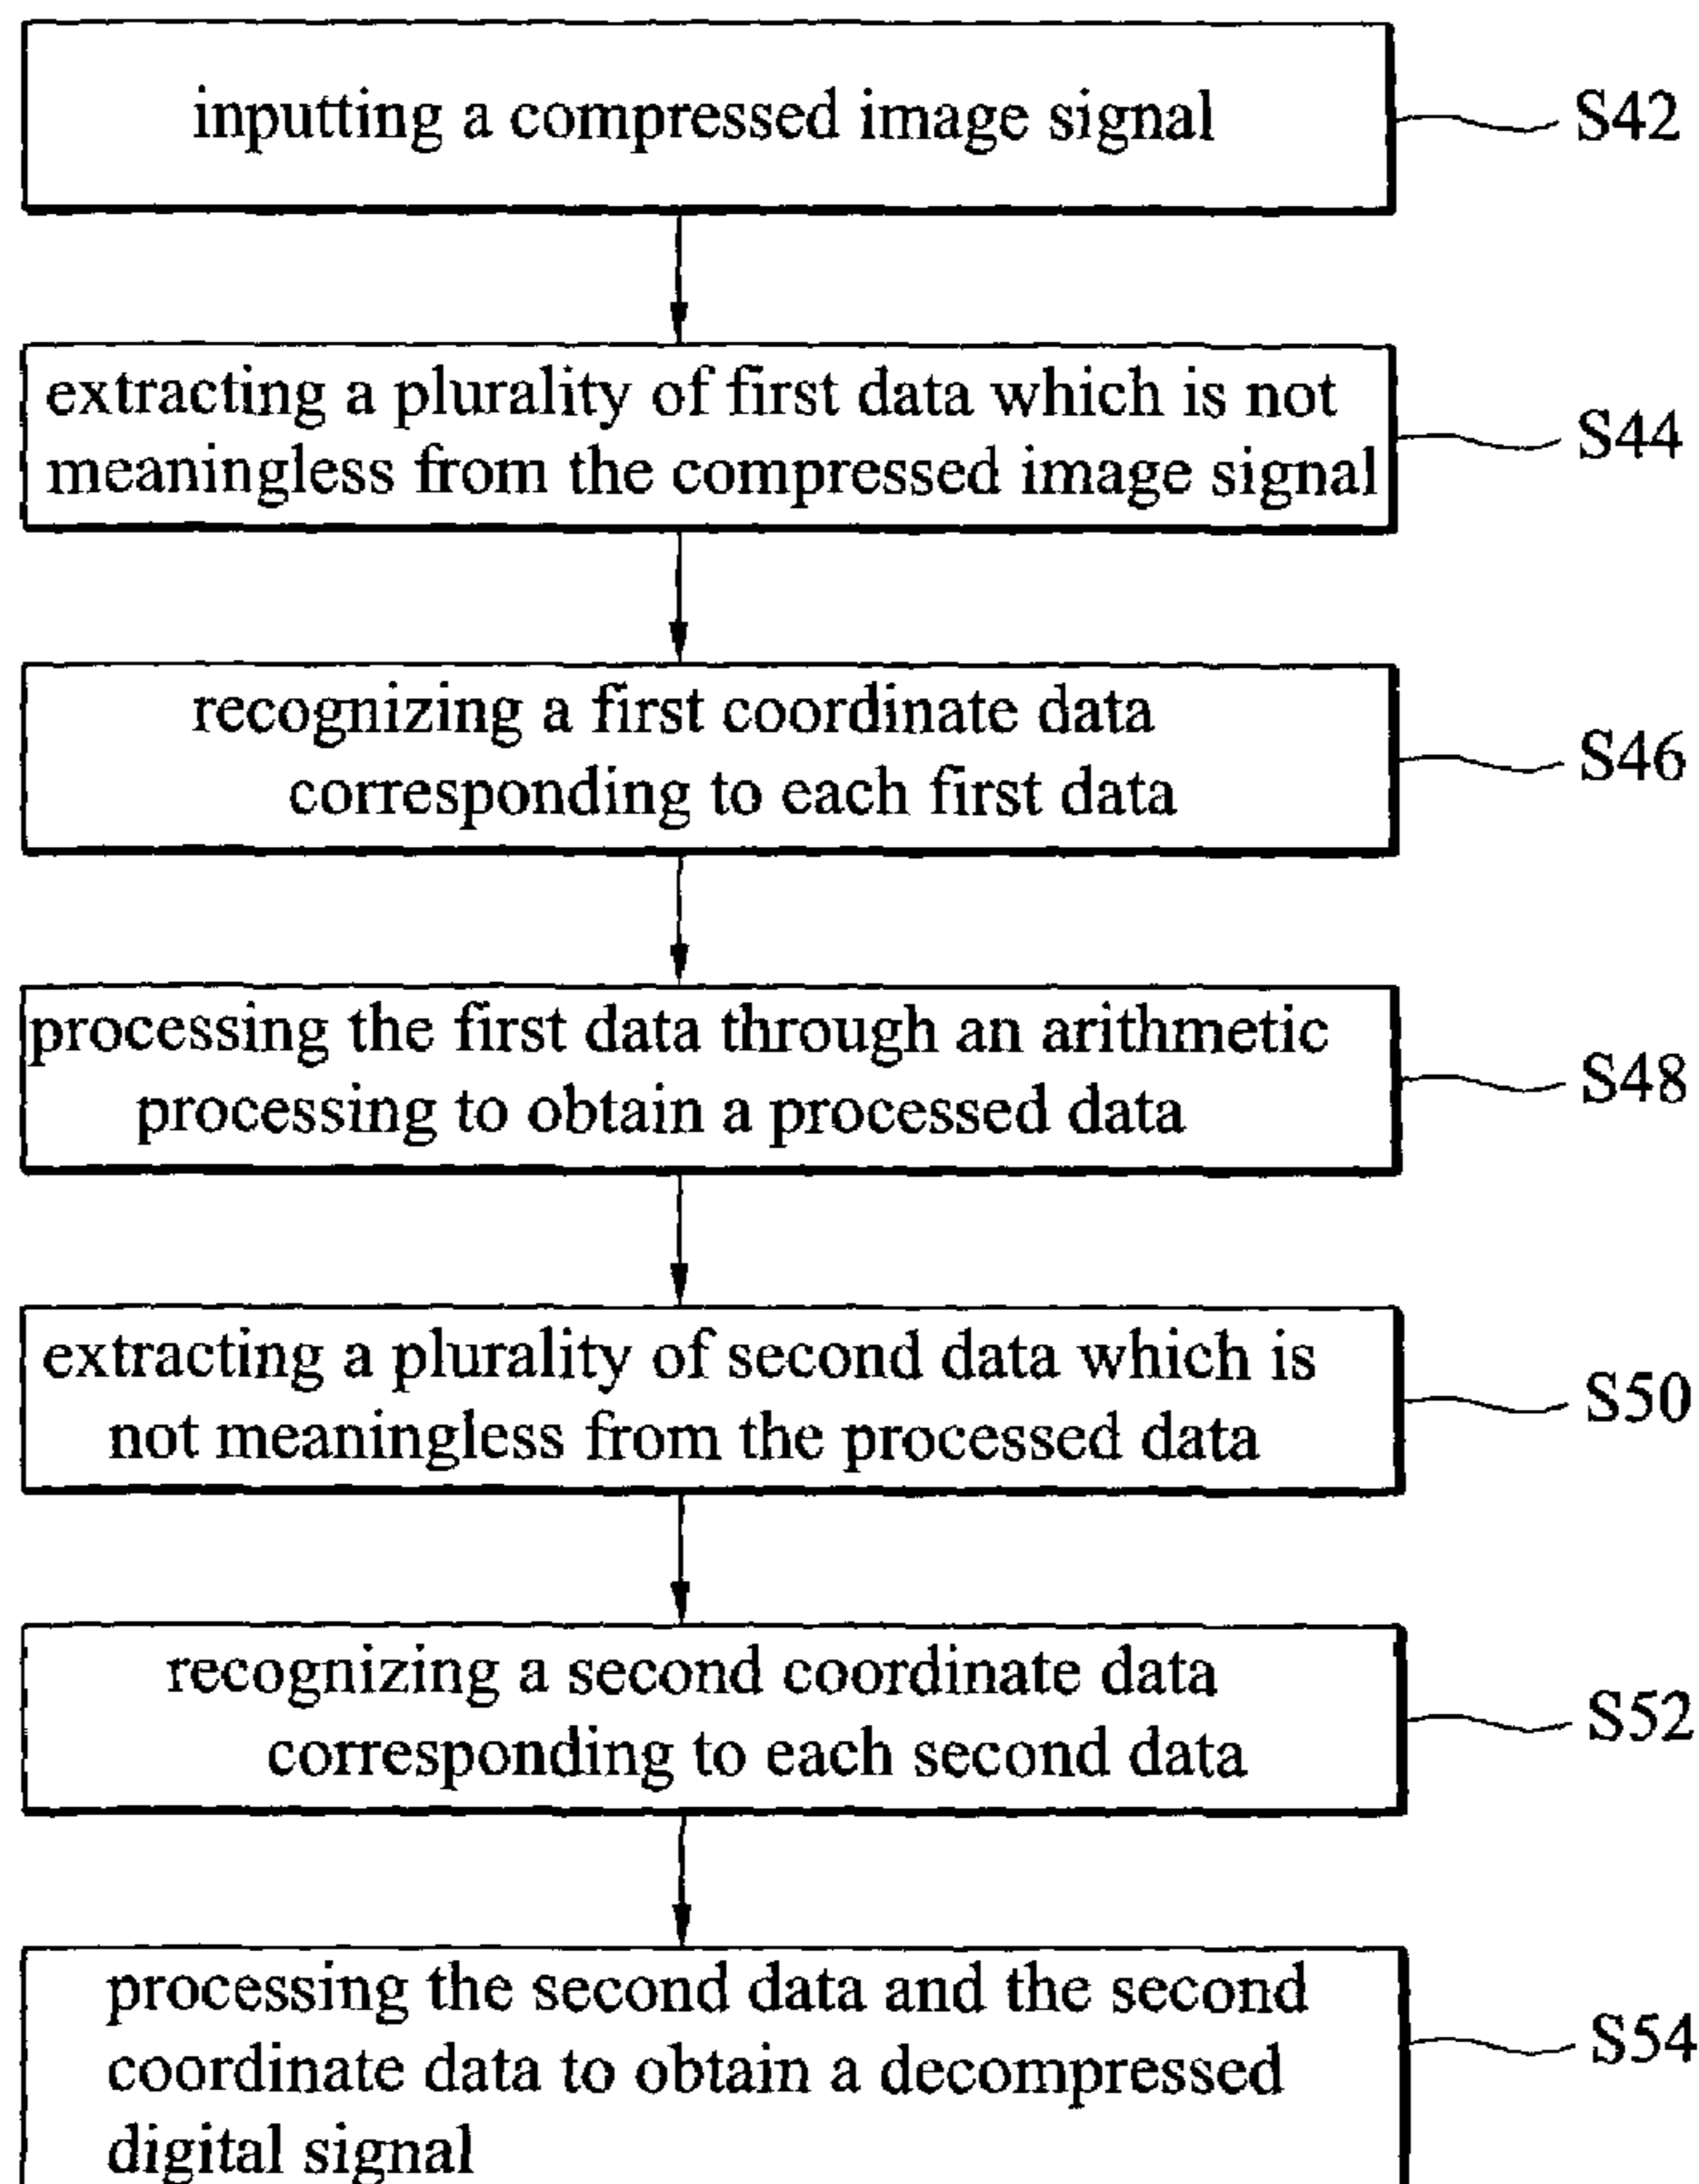 inputting a compressed image signal
S42
extracting a plurality of first data which is not
meaningless from the compressed image signal
S44
recognizing a first coordinate data
corresponding to each first data
S46
processing the first data through an arithmetic
processing to obtain a processed data
S48
extracting a plurality of second data which is
not meaningless from the processed data
S50
recognizing a second coordinate data
corresponding to each second data
S52
processing the second data and the second
coordinate data to obtain a decompressed
digital signal
S54